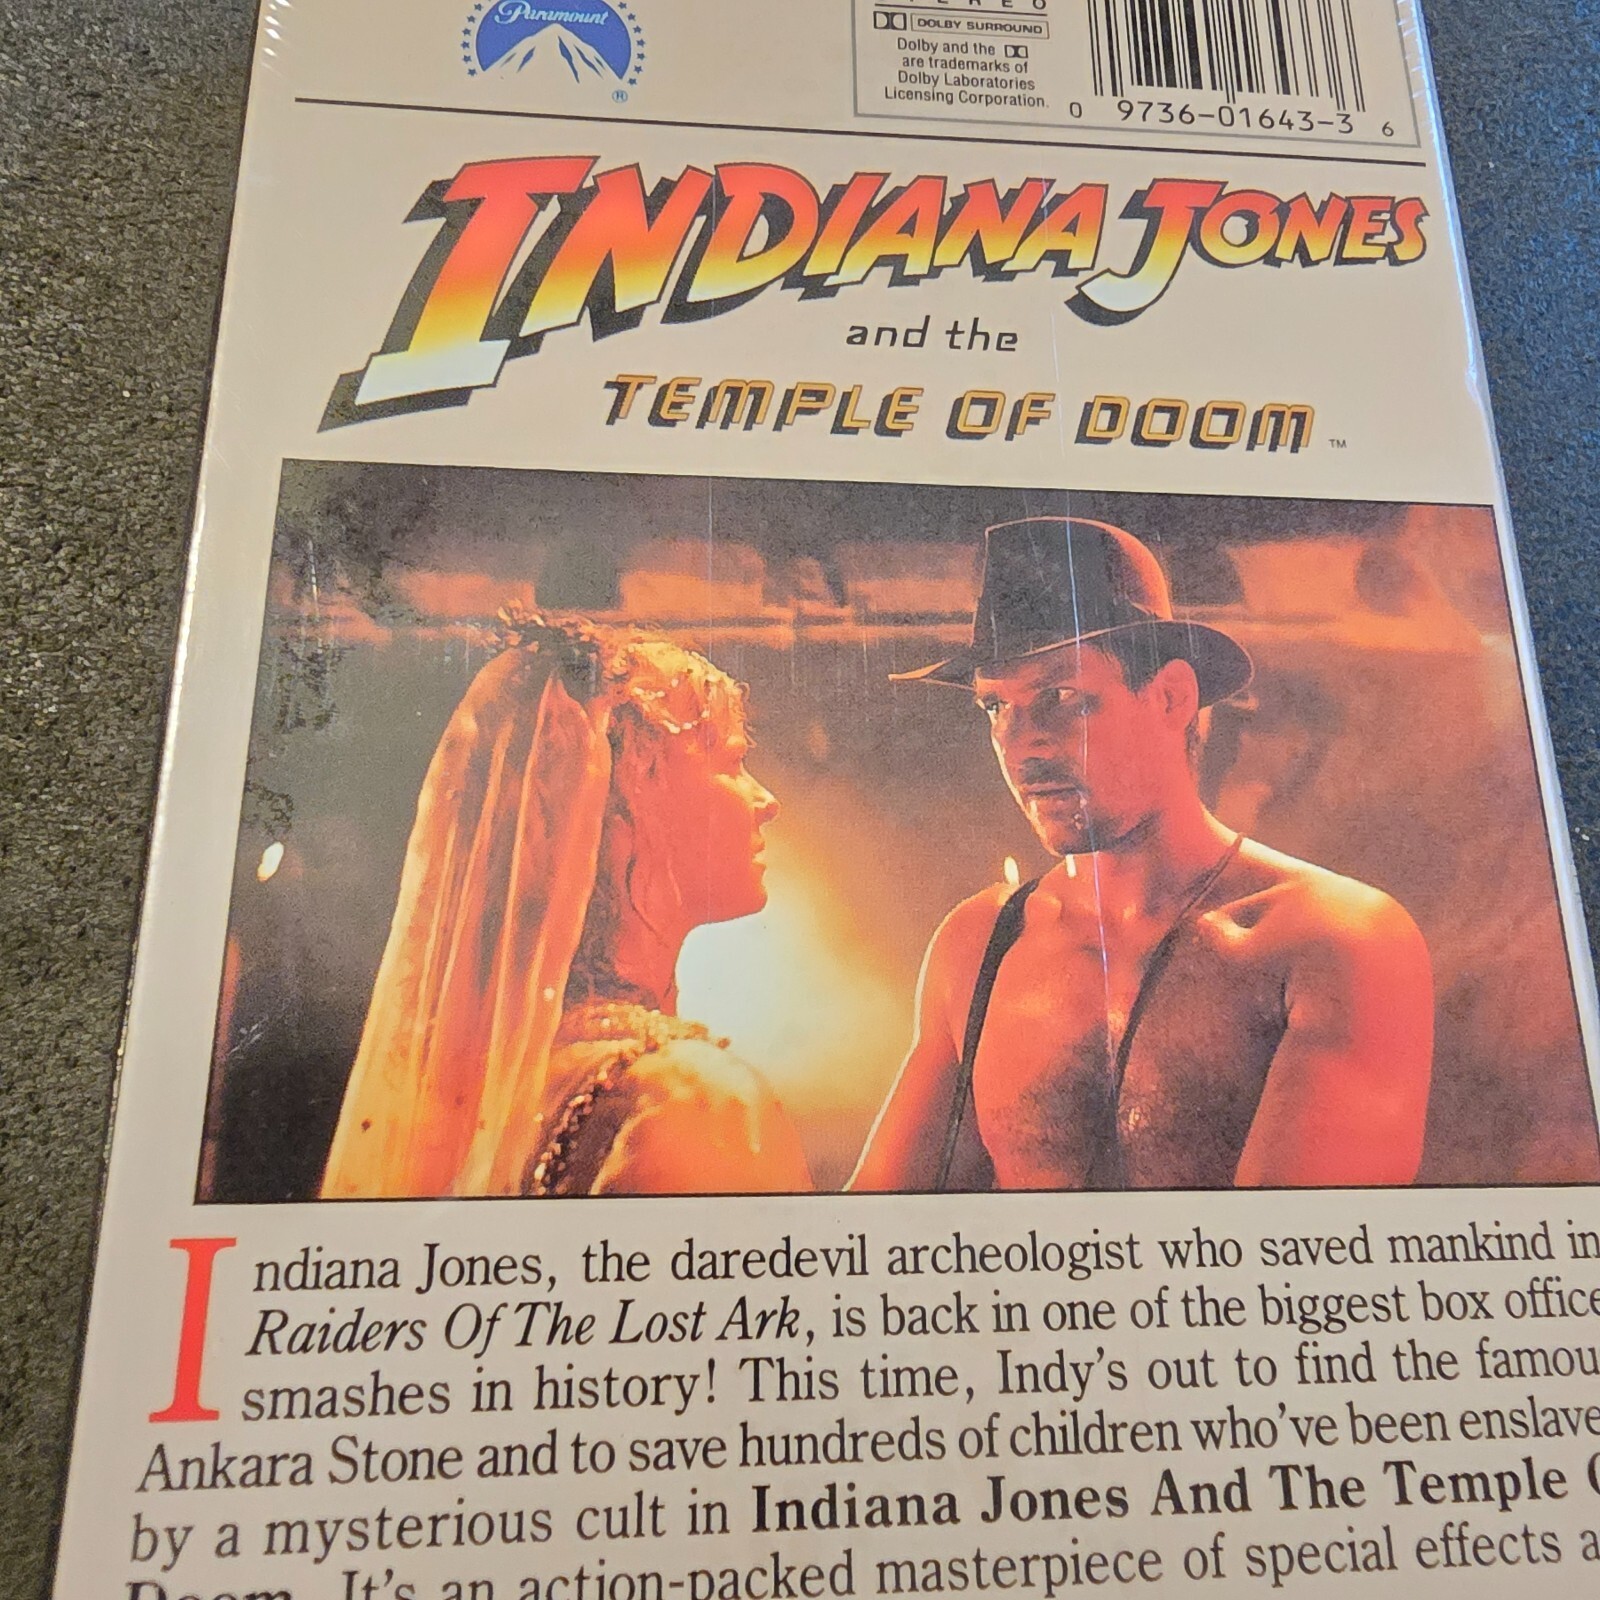 Paramount
®
DOLBY SURROUND
Dolby and the
are trademarks of
Dolby Laboratories
Licensing Corporation.
0 9736-01643-3 6
INDIANA JONES
and the
TEMPLE OF DOOM ™
Indiana Jones, the daredevil archeologist who saved mankind in
Raiders Of The Lost Ark, is back in one of the biggest box office
smashes in history! This time, Indy's out to find the famou
Ankara Stone and to save hundreds of children who've been enslave
by a mysterious cult in Indiana Jones And The Temple O
Doom. It's an action-packed masterpiece of special effects a